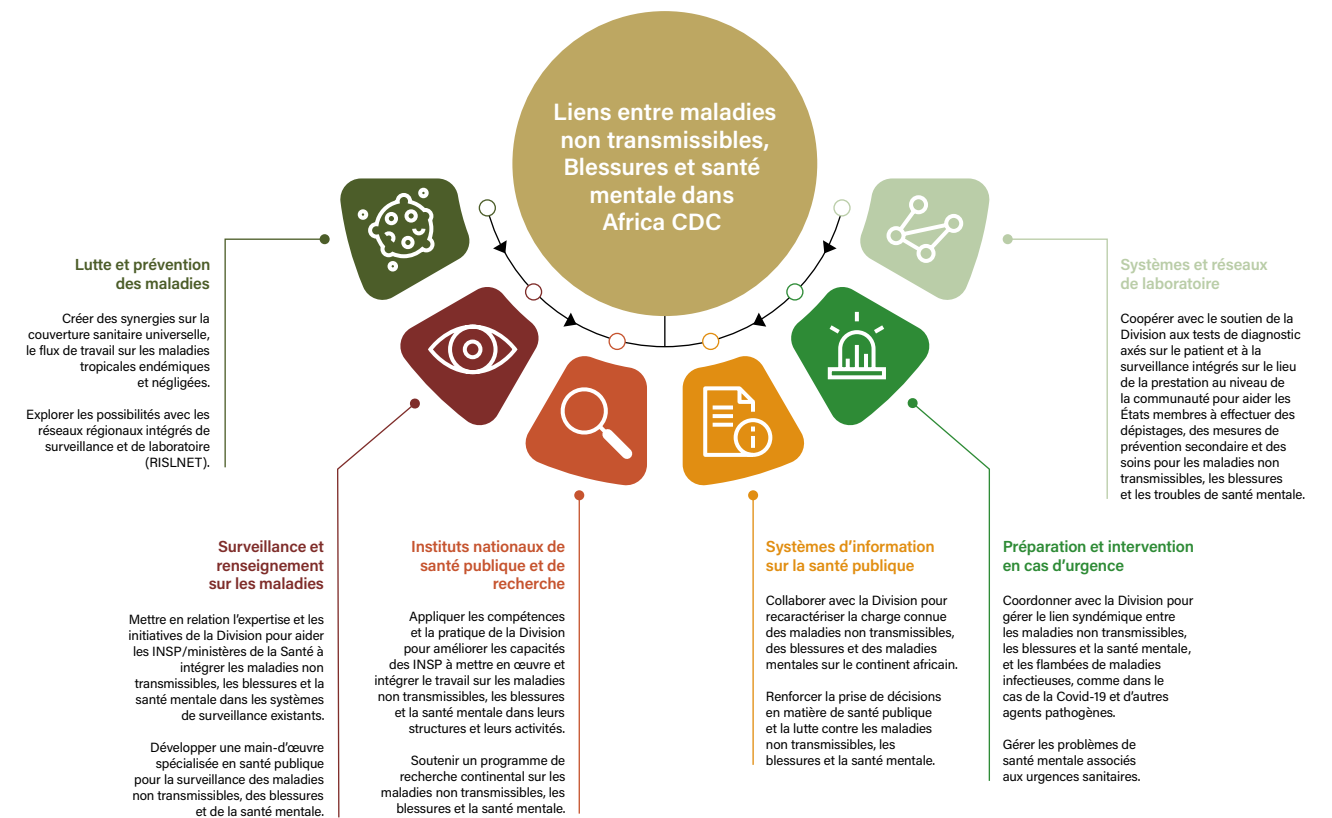 Liens entre maladies
non transmissibles,
Blessures et santé
mentale dans
Africa CDC
Lutte et prévention
des maladies
Créer des synergies sur la
couverture sanitaire universelle,
le flux de travail sur les maladies
tropicales endémiques
et négligées.
Explorer les possibilités avec les
réseaux régionaux intégrés de
surveillance et de laboratoire
(RISLNET).
Surveillance et
renseignement
sur les maladies
Mettre en relation l’expertise et les
initiatives de la Division pour aider
les INSP/ministères de la Santé à
intégrer les maladies non
transmissibles, les blessures et la
santé mentale dans les systèmes
de surveillance existants.
Développer une main-d’œuvre
spécialisée en santé publique
pour la surveillance des maladies
non transmissibles, des blessures
et de la santé mentale.
Instituts nationaux de
santé publique et de
recherche
Appliquer les compétences
et la pratique de la Division
pour améliorer les capacités
des INSP à mettre en œuvre et
intégrer le travail sur les maladies
non transmissibles, les blessures
et la santé mentale dans leurs
structures et leurs activités.
Soutenir un programme de
recherche continental sur les
maladies non transmissibles, les
blessures et la santé mentale.
Systèmes d’information
sur la santé publique
Collaborer avec la Division pour
recaractériser la charge connue
des maladies non transmissibles,
des blessures et des maladies
mentales sur le continent africain.
Renforcer la prise de décisions
en matière de santé publique
et la lutte contre les maladies
non transmissibles, les
blessures et la santé mentale.
Préparation et intervention
en cas d’urgence
Coordonner avec la Division pour
gérer le lien syndémique entre
les maladies non transmissibles,
les blessures et la santé mentale,
et les flambées de maladies
infectieuses, comme dans le
cas de la Covid-19 et d’autres
agents pathogènes.
Gérer les problèmes de
santé mentale associés
aux urgences sanitaires.
Systèmes et réseaux
de laboratoire
Coopérer avec le soutien de la
Division aux tests de diagnostic
axés sur le patient et à la
surveillance intégrés sur le lieu
de la prestation au niveau de
la communauté pour aider les
États membres à effectuer des
dépistages, des mesures de
prévention secondaire et des
soins pour les maladies non
transmissibles, les blessures
et les troubles de santé mentale.